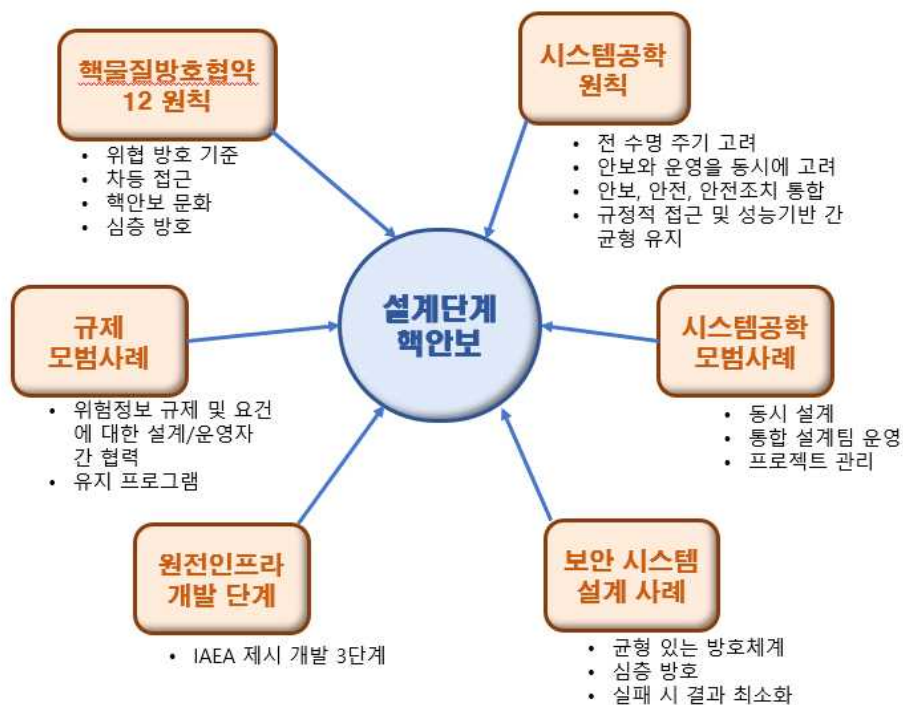 핵물질방호협약
12 원칙
• 위협 방호 기준
• 차등 접근
• 핵안보 문화
• 심층 방호
시스템공학
원칙
• 전 수명 주기 고려
• 안보와 운영을 동시에 고려
• 안보, 안전, 안전조치 통합
• 규정적 접근 및 성능기반 간
균형 유지
설계단계
핵안보
규제
모범사례
• 위험정보 규제 및 요건
에 대한 설계/운영자
간 협력
• 유지 프로그램
시스템공학
모범사례
• 동시 설계
• 통합 설계팀 운영
• 프로젝트 관리
원전인프라
개발 단계
• IAEA 제시 개발 3단계
보안 시스템
설계 사례
• 균형 있는 방호체계
• 심층 방호
• 실패 시 결과 최소화